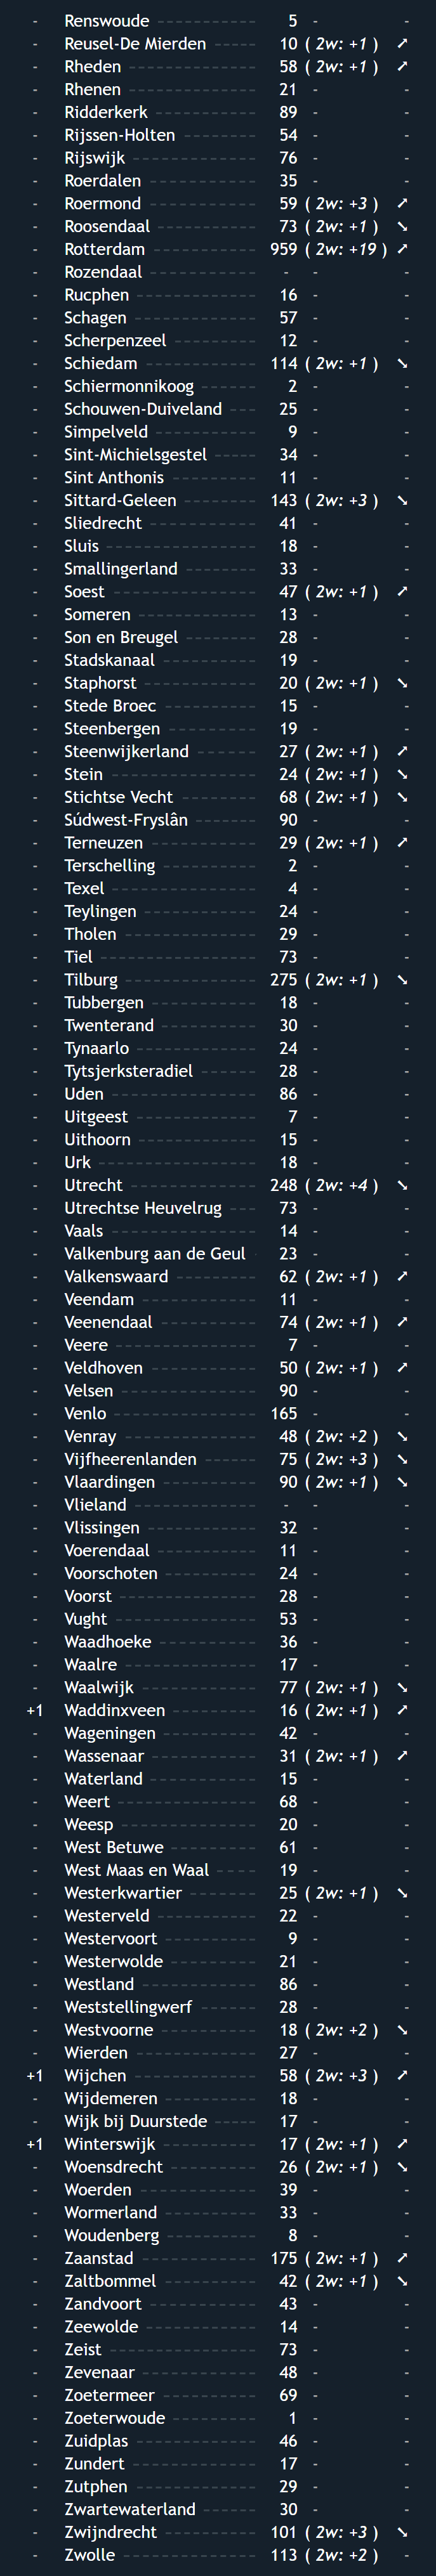 - Renswoude ----------- 5 - -
- Reusel-De Mierden ----- 10 ( 2w: +1 ) ➚
- Rheden --------------- 58 ( 2w: +1 ) ➚
- Rhenen --------------- 21 - -
- Ridderkerk ------------ 89 - -
- Rijssen-Holten --------- 54 - -
- Rijswijk -------------- 76 - -
- Roerdalen ------------ 35 - -
- Roermond ------------ 59 ( 2w: +3 ) ➚
- Roosendaal ----------- 73 ( 2w: +1 ) ➘
- Rotterdam ------------ 959 ( 2w: +19 ) ➚
- Rozendaal ------------ - - -
- Rucphen ------------- 16 - -
- Schagen -------------- 57 - -
- Scherpenzeel ---------- 12 - -
- Schiedam ------------- 114 ( 2w: +1 ) ➘
- Schiermonnikoog ------ 2 - -
- Schouwen-Duiveland --- 25 - -
- Simpelveld ------------ 9 - -
- Sint-Michielsgestel ----- 34 - -
- Sint Anthonis ---------- 11 - -
- Sittard-Geleen --------- 143 ( 2w: +3 ) ➘
- Sliedrecht ------------- 41 - -
- Sluis ----------------- 18 - -
- Smallingerland --------- 33 - -
- Soest ----------------- 47 ( 2w: +1 ) ➚
- Someren -------------- 13 - -
- Son en Breugel --------- 28 - -
- Stadskanaal ----------- 19 - -
- Staphorst ------------- 20 ( 2w: +1 ) ➘
- Stede Broec ----------- 15 - -
- Steenbergen ----------- 19 - -
- Steenwijkerland ------- 27 ( 2w: +1 ) ➚
- Stein ----------------- 24 ( 2w: +1 ) ➘
- Stichtse Vecht --------- 68 ( 2w: +1 ) ➘
- Súdwest-Fryslân ------- 90 - -
- Terneuzen ------------ 29 ( 2w: +1 ) ➚
- Terschelling ----------- 2 - -
- Texel ----------------- 4 - -
- Teylingen ------------- 24 - -
- Tholen --------------- 29 - -
- Tiel ------------------ 73 - -
- Tilburg --------------- 275 ( 2w: +1 ) ➘
- Tubbergen ------------ 18 - -
- Twenterand ----------- 30 - -
- Tynaarlo -------------- 24 - -
- Tytsjerksteradiel ------ 28 - -
- Uden ----------------- 86 - -
- Uitgeest -------------- 7 - -
- Uithoorn ------------- 15 - -
- Urk ------------------ 18 - -
- Utrecht --------------- 248 ( 2w: +4 ) ➘
- Utrechtse Heuvelrug --- 73 - -
- Vaals ----------------- 14 - -
- Valkenburg aan de Geul - 23 - -
- Valkenswaard --------- 62 ( 2w: +1 ) ➚
- Veendam ------------- 11 - -
- Veenendaal ----------- 74 ( 2w: +1 ) ➚
- Veere ---------------- 7 - -
- Veldhoven ------------ 50 ( 2w: +1 ) ➚
- Velsen ---------------- 90 - -
- Venlo ---------------- 165 - -
- Venray --------------- 48 ( 2w: +2 ) ➘
- Vijfheerenlanden ------ 75 ( 2w: +3 ) ➘
- Vlaardingen ----------- 90 ( 2w: +1 ) ➘
- Vlieland -------------- - - -
- Vlissingen ------------- 32 - -
- Voerendaal ----------- 11 - -
- Voorschoten ---------- 24 - -
- Voorst ---------------- 28 - -
- Vught ---------------- 53 - -
- Waadhoeke ----------- 36 - -
- Waalre --------------- 17 - -
- Waalwijk ------------- 77 ( 2w: +1 ) ➘
+1 Waddinxveen --------- 16 ( 2w: +1 ) ➚
- Wageningen ---------- 42 - -
- Wassenaar ------------ 31 ( 2w: +1 ) ➚
- Waterland ------------ 15 - -
- Weert ---------------- 68 - -
- Weesp --------------- 20 - -
- West Betuwe ---------- 61 - -
- West Maas en Waal ---- 19 - -
- Westerkwartier -------- 25 ( 2w: +1 ) ➘
- Westerveld ----------- 22 - -
- Westervoort ---------- 9 - -
- Westerwolde ---------- 21 - -
- Westland ------------- 86 - -
- Weststellingwerf ------ 28 - -
- Westvoorne ----------- 18 ( 2w: +2 ) ➘
- Wierden -------------- 27 - -
+1 Wijchen -------------- 58 ( 2w: +3 ) ➚
- Wijdemeren ---------- 18 - -
- Wijk bij Duurstede ----- 17 - -
+1 Winterswijk ----------- 17 ( 2w: +1 ) ➚
- Woensdrecht ---------- 26 ( 2w: +1 ) ➘
- Woerden ------------- 39 - -
- Wormerland ---------- 33 - -
- Woudenberg ---------- 8 - -
- Zaanstad ------------- 175 ( 2w: +1 ) ➚
- Zaltbommel ----------- 42 ( 2w: +1 ) ➘
- Zandvoort ------------ 43 - -
- Zeewolde ------------- 14 - -
- Zeist ----------------- 73 - -
- Zevenaar ------------- 48 - -
- Zoetermeer ----------- 69 - -
- Zoeterwoude ---------- 1 - -
- Zuidplas -------------- 46 - -
- Zundert -------------- 17 - -
- Zutphen -------------- 29 - -
- Zwartewaterland ------ 30 - -
- Zwijndrecht ----------- 101 ( 2w: +3 ) ➘
- Zwolle --------------- 113 ( 2w: +2 ) -